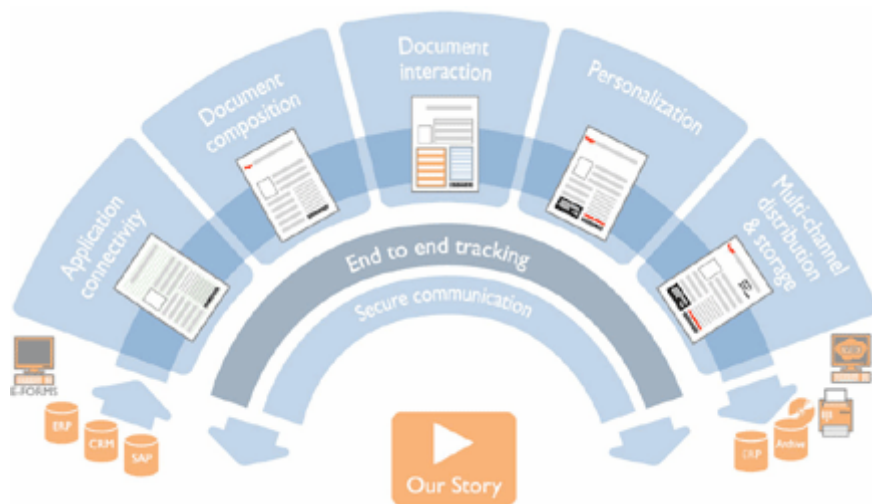 Application
connectivity
Document
composition
Document
interaction
Personalization
Multi-channel
distribution
& storage
End to end tracking
Secure communication
E-FORMS
ERP
CRM
SAP
ERP
Archive
Our Story